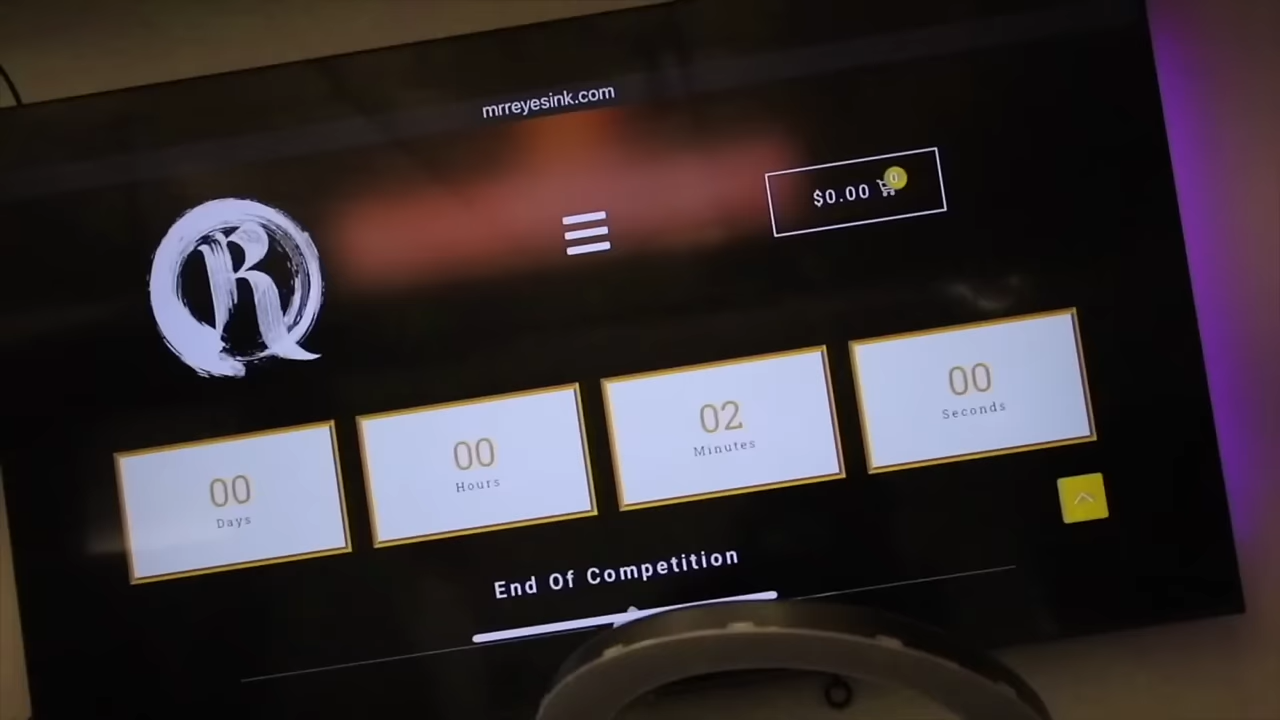 mrreyesink.com
$0.00 0
R
00 00 02 00
Days Hours Minutes Seconds
End Of Competition